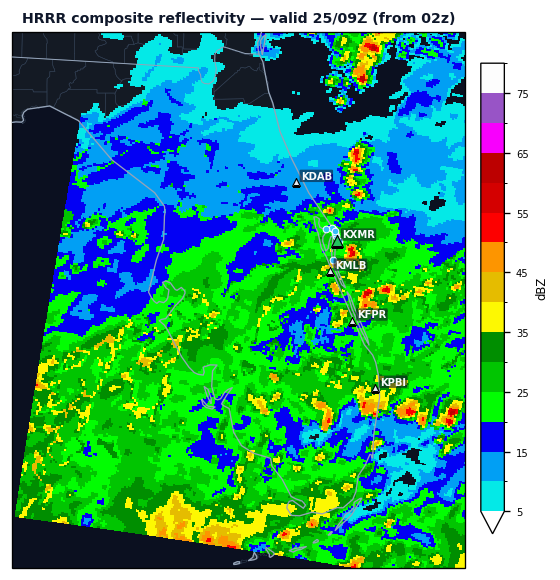 HRRR composite reflectivity — valid 25/09Z (from 02z)
KDAB
KXMR
KMLB
KFPR
KPBI
75
65
55
45
35
25
15
5
dBZ